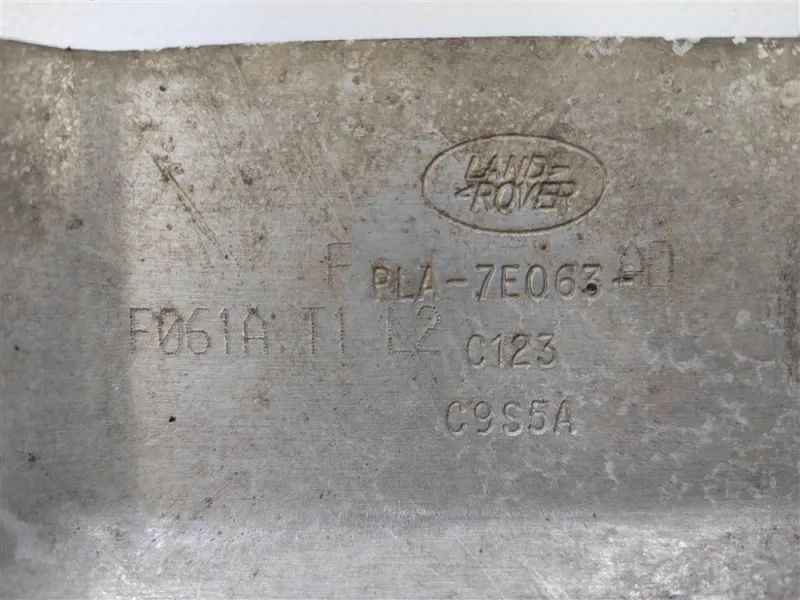 LAND-
ROVER
F PLA-7E063-AD
F061A T1 L2
C123
C9S5A